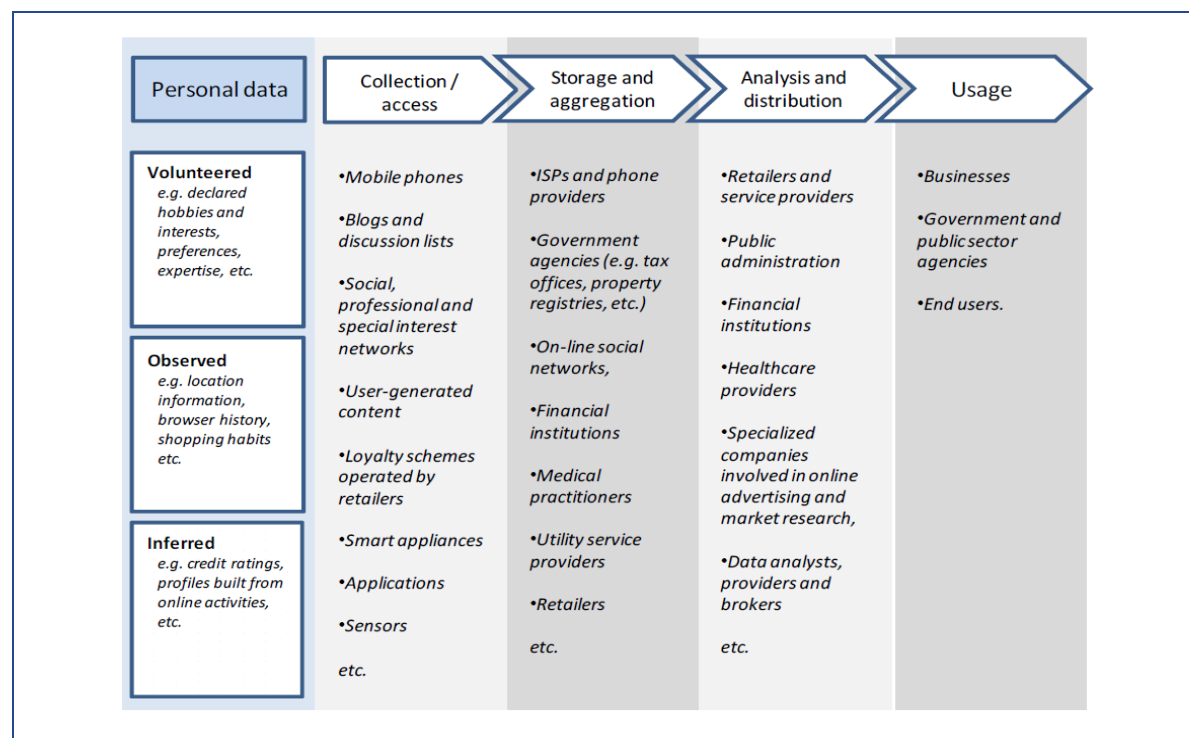 Personal data
Collection /
access
Storage and
aggregation
Analysis and
distribution
Usage
Volunteered
e.g. declared
hobbies and
interests,
preferences,
expertise, etc.
Observed
e.g. location
information,
browser history,
shopping habits
etc.
Inferred
e.g. credit ratings,
profiles built from
online activities,
etc.
•Mobile phones
•Blogs and
discussion lists
•Social,
professional and
special interest
networks
•User-generated
content
•Loyalty schemes
operated by
retailers
•Smart appliances
•Applications
•Sensors
etc.
•ISPs and phone
providers
•Government
agencies (e.g. tax
offices, property
registries, etc.)
•On-line social
networks,
•Financial
institutions
•Medical
practitioners
•Utility service
providers
•Retailers
etc.
•Retailers and
service providers
•Public
administration
•Financial
institutions
•Healthcare
providers
•Specialized
companies
involved in online
advertising and
market research,
•Data analysts,
providers and
brokers
etc.
•Businesses
•Government and
public sector
agencies
•End users.